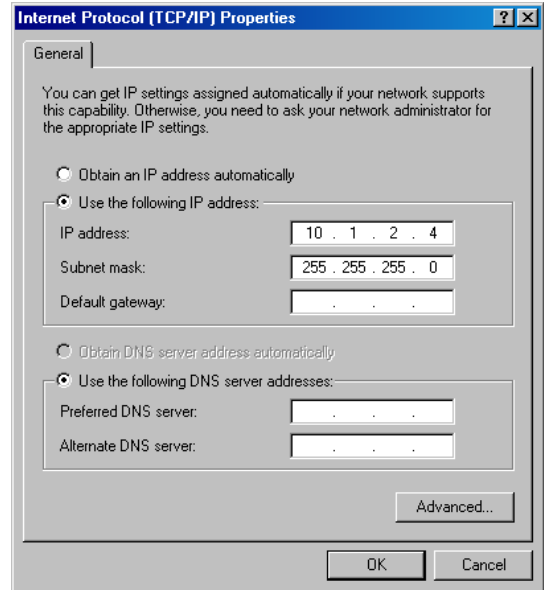 Internet Protocol (TCP/IP) Properties
General
You can get IP settings assigned automatically if your network supports
this capability. Otherwise, you need to ask your network administrator for
the appropriate IP settings.
Obtain an IP address automatically
Use the following IP address:
IP address: 10 . 1 . 2 . 4
Subnet mask: 255 . 255 . 255 . 0
Default gateway: . . .
Obtain DNS server address automatically
Use the following DNS server addresses:
Preferred DNS server: . . .
Alternate DNS server: . . .
Advanced...
OK Cancel